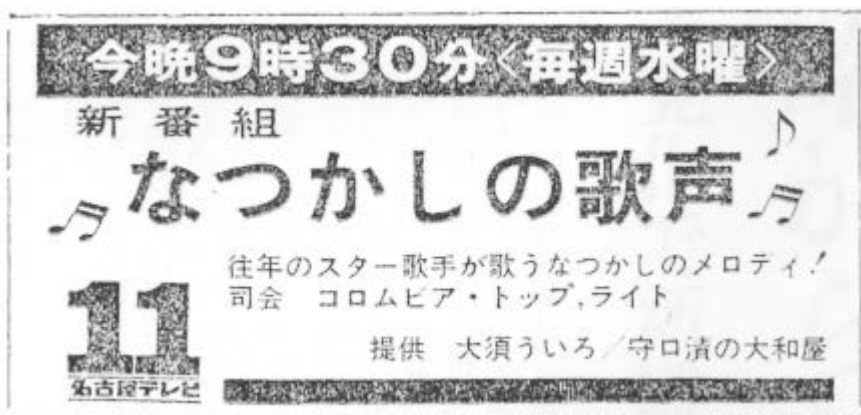 今晩9時30分<毎週水曜>
新番組
なつかしの歌声
往年のスター歌手が歌うなつかしのメロディ!
司会 コロムビア・トップ,ライト
提供 大須ういろ/守口漬の大和屋
11
名古屋テレビ